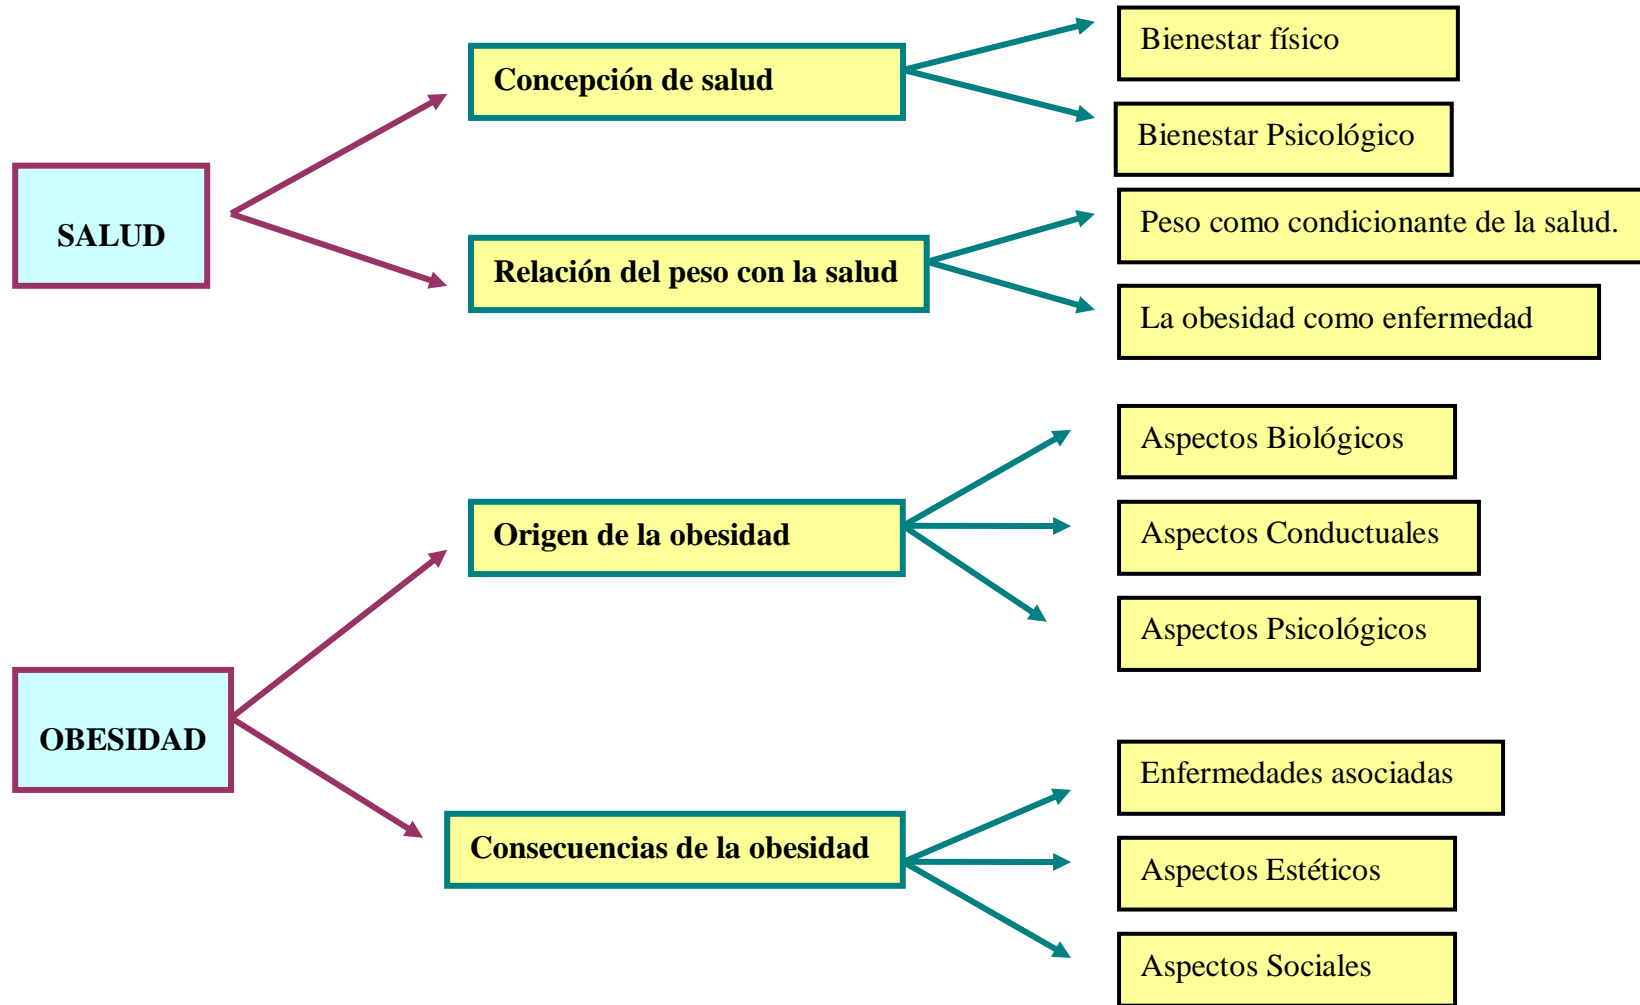 SALUD
Concepción de salud
Bienestar físico
Bienestar Psicológico
Relación del peso con la salud
Peso como condicionante de la salud.
La obesidad como enfermedad
OBESIDAD
Origen de la obesidad
Aspectos Biológicos
Aspectos Conductuales
Aspectos Psicológicos
Consecuencias de la obesidad
Enfermedades asociadas
Aspectos Estéticos
Aspectos Sociales